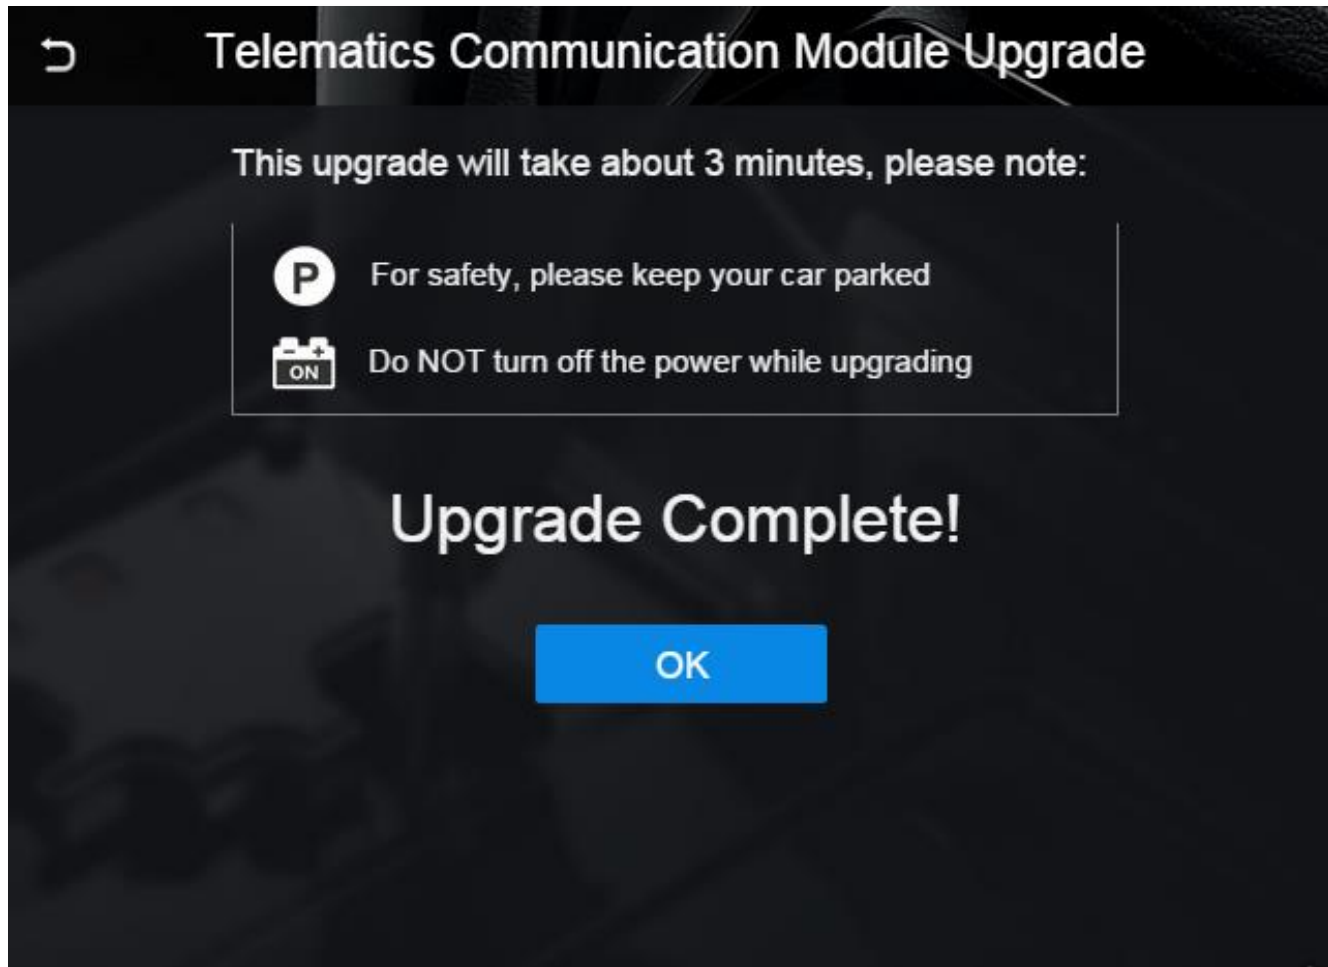 Telematics Communication Module Upgrade
This upgrade will take about 3 minutes, please note:
P For safety, please keep your car parked
- +
ON
Do NOT turn off the power while upgrading
Upgrade Complete!
OK